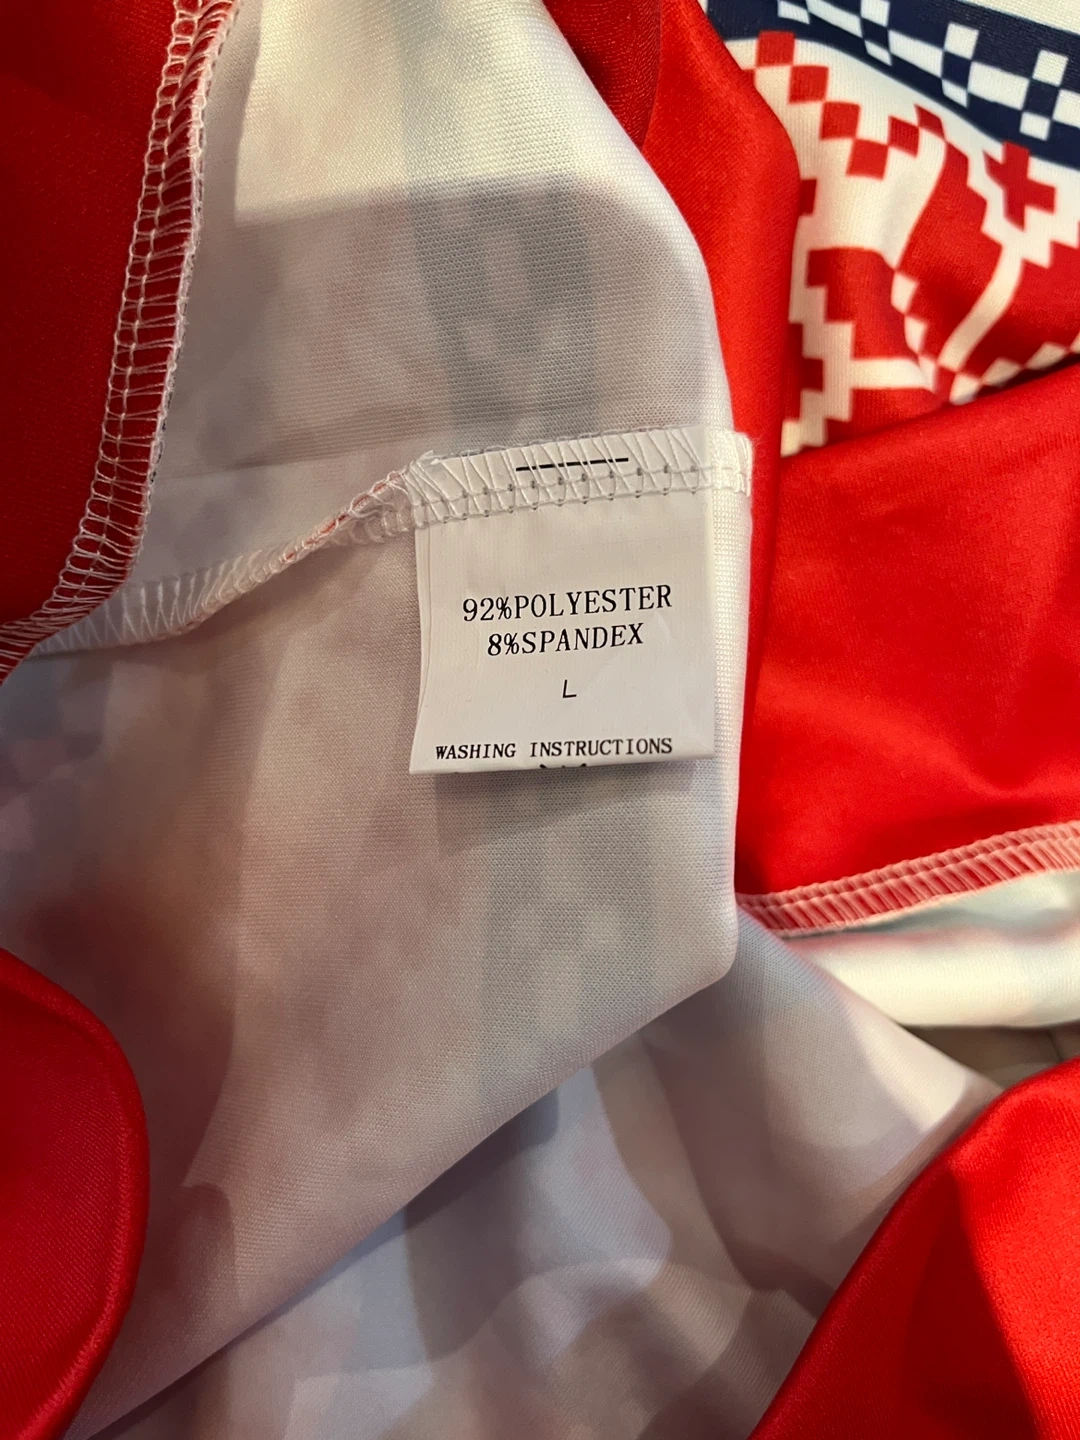 92%POLYESTER
8%SPANDEX
L
WASHING INSTRUCTIONS